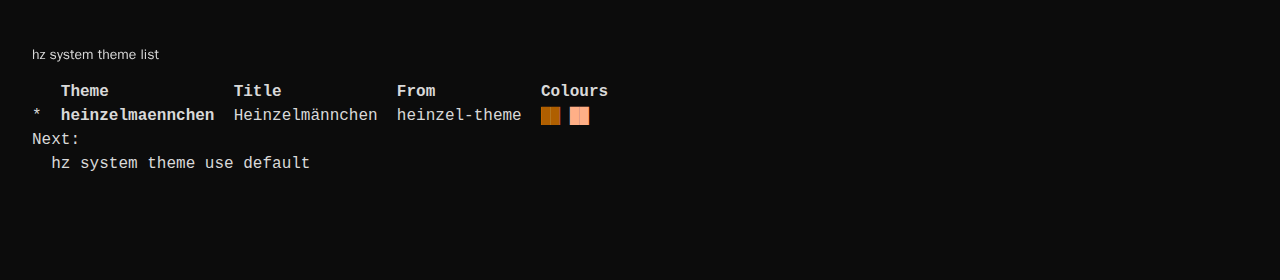 hz system theme list
   Theme             Title            From           Colours
*  heinzelmaennchen  Heinzelmännchen  heinzel-theme  ██ ██
Next:
  hz system theme use default